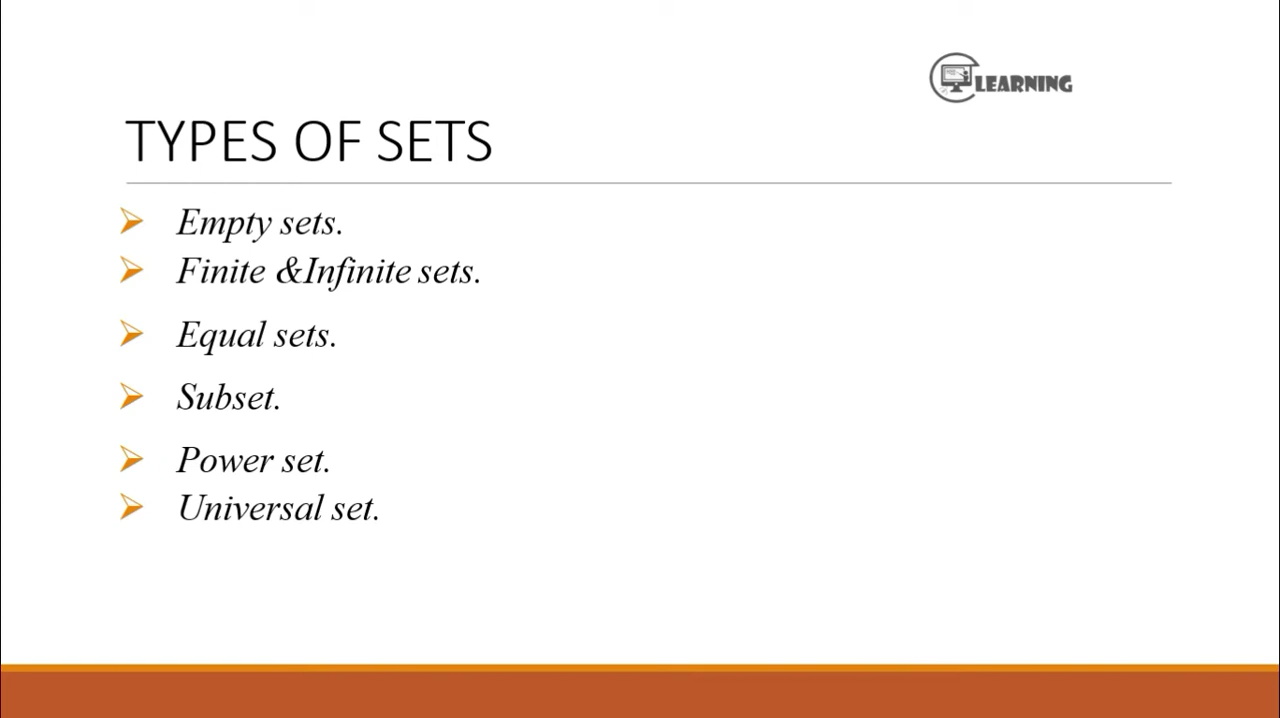 LEARNING
TYPES OF SETS
Empty sets.
Finite &Infinite sets.
Equal sets.
Subset.
Power set.
Universal set.